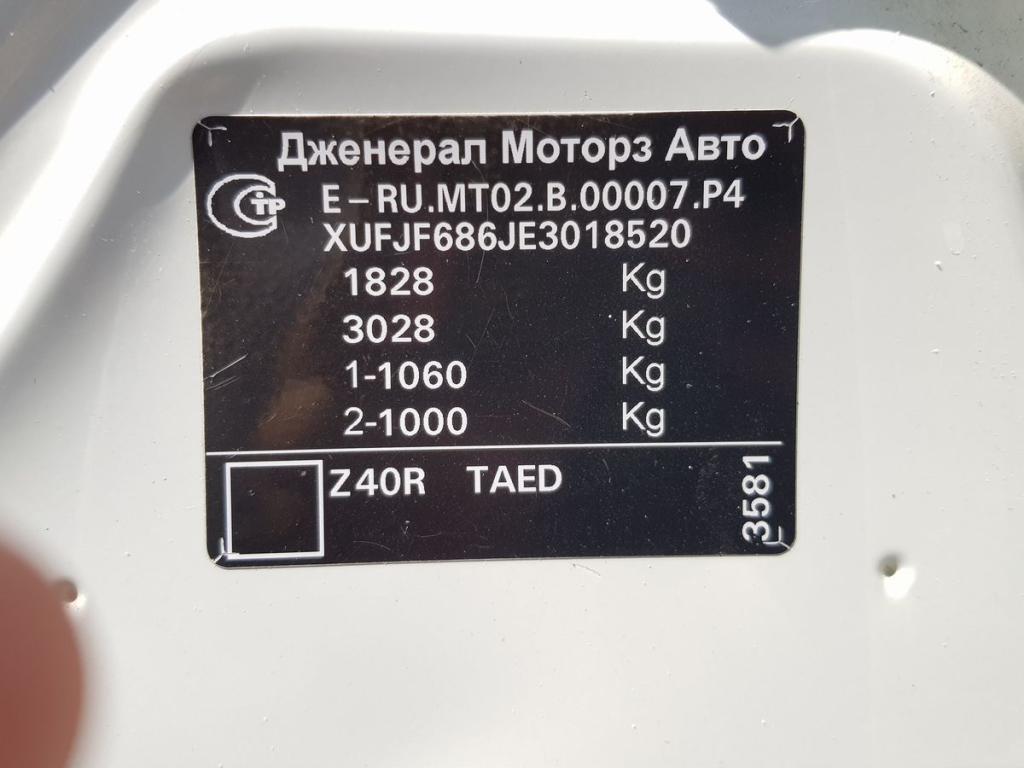 Дженерал Моторз Авто
ТР
E-RU.MT02.B.00007.P4
XUFJF686JE3018520
1828 Kg
3028 Kg
1-1060 Kg
2-1000 Kg
Z40R TAED
3581